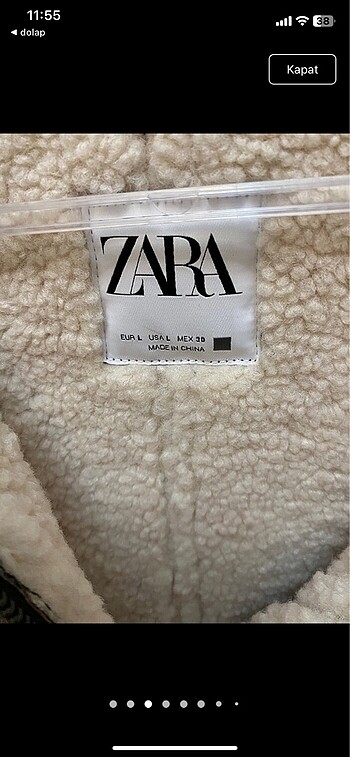 11:55
38
◂ dolap
Kapat
ZARA
EUR L USA L MEX 30
MADE IN CHINA